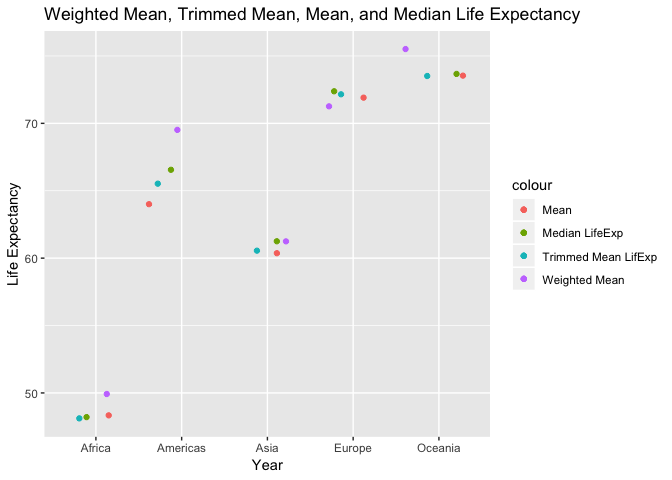 Weighted Mean, Trimmed Mean, Mean, and Median Life Expectancy
Life Expectancy
70
60
50
Africa Americas Asia Europe Oceania
Year
colour
Mean
Median LifeExp
Trimmed Mean LifExp
Weighted Mean